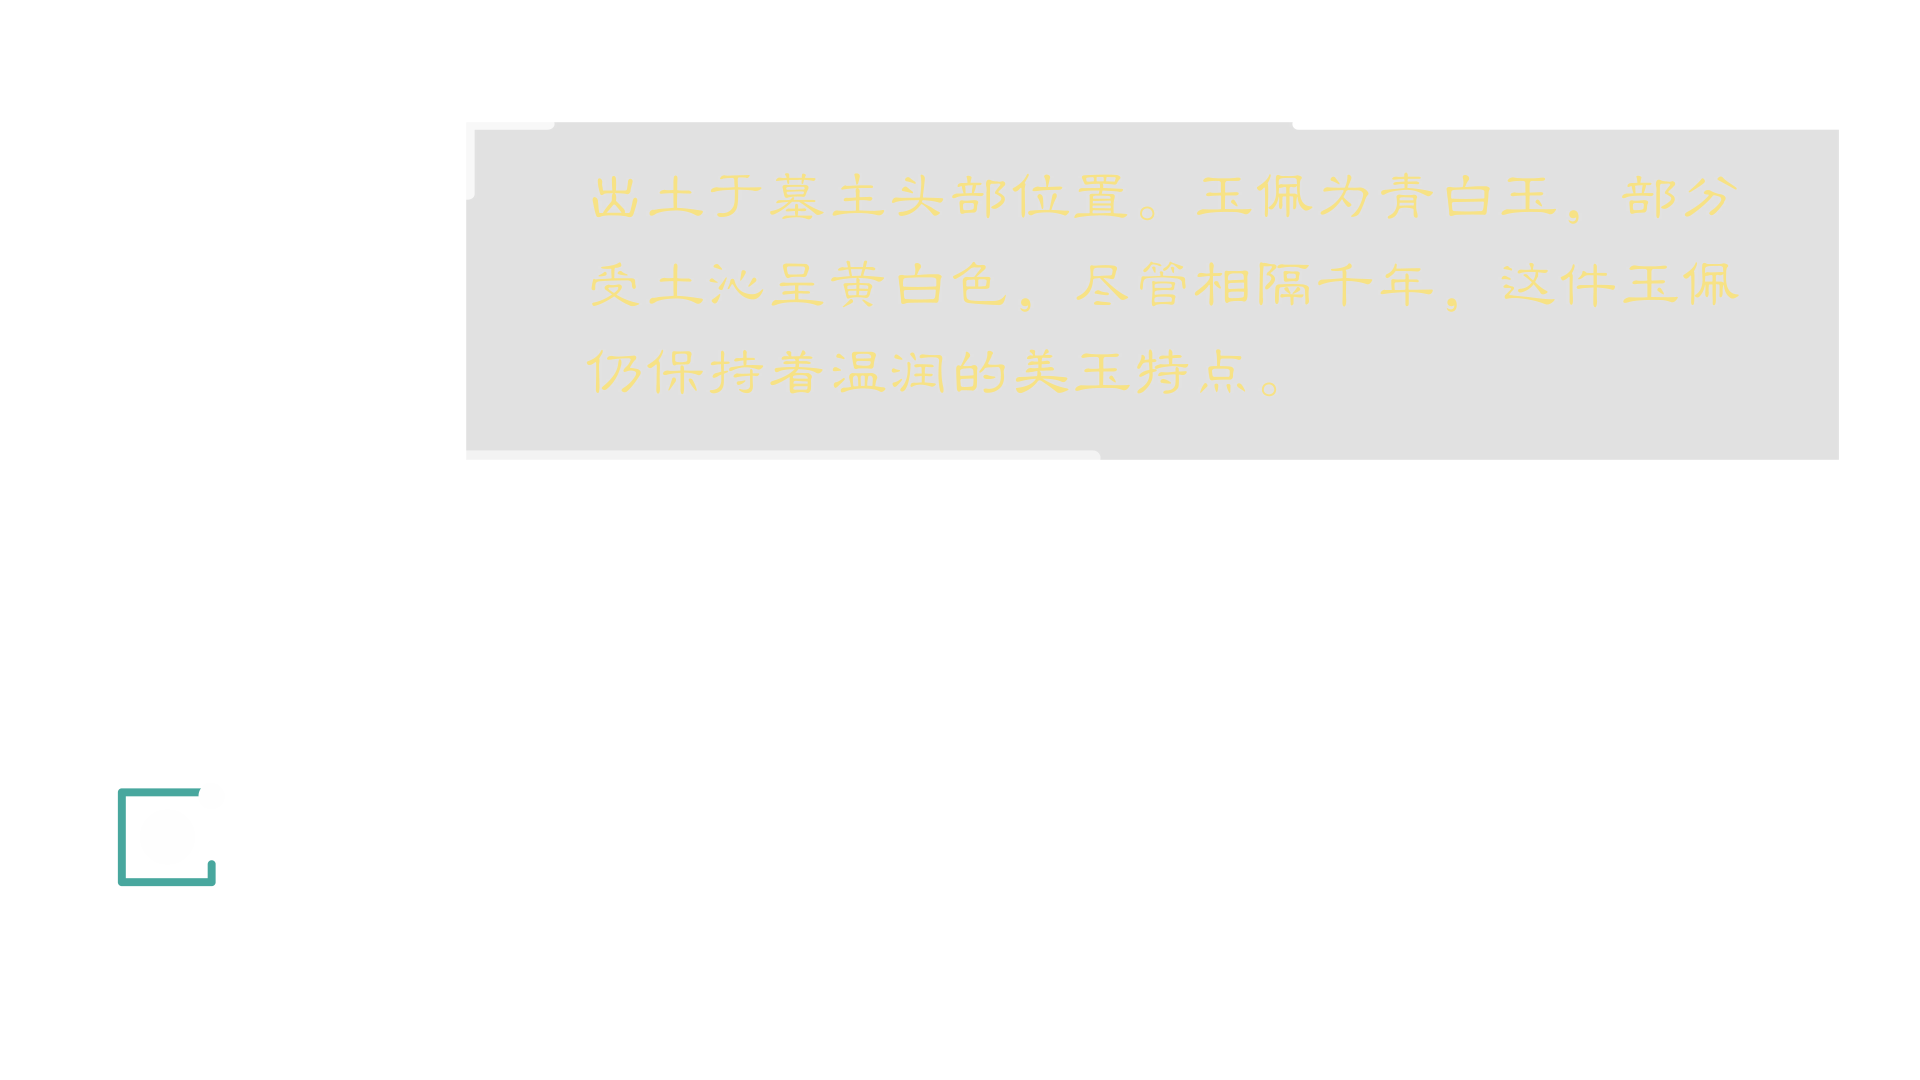 出土于墓主头部位置。玉佩为青白玉，部分
受土沁呈黄白色，尽管相隔千年，这件玉佩
仍保持着温润的美玉特点。